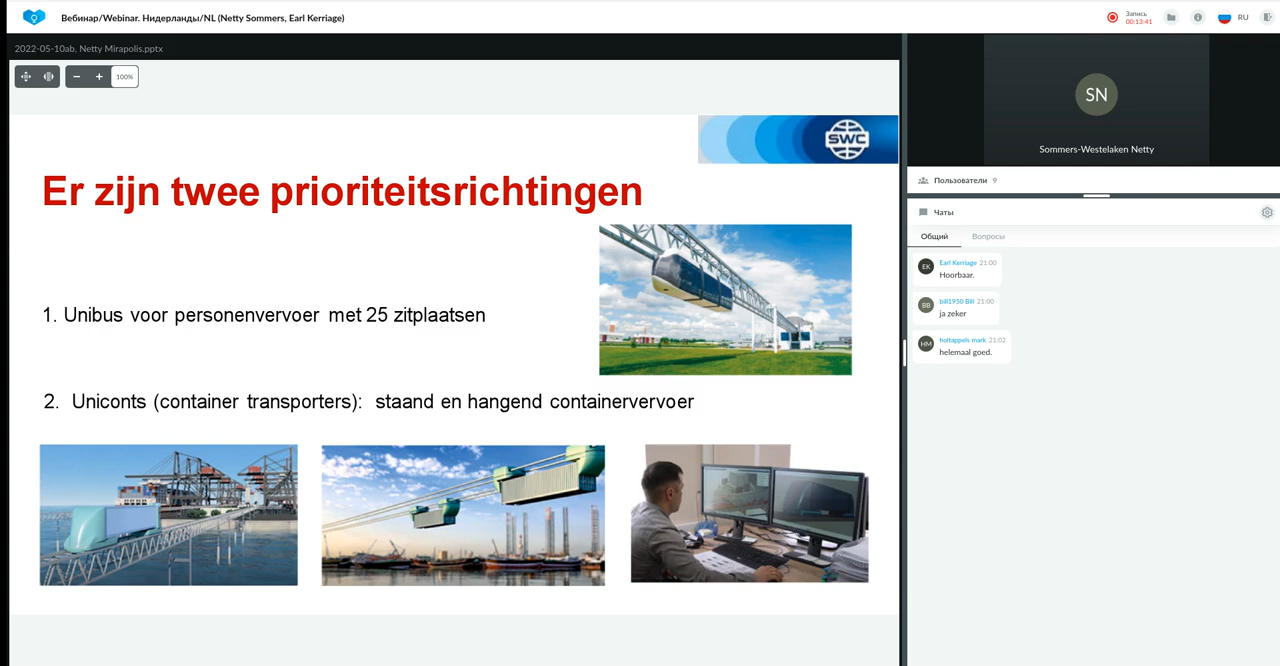 Вебинар/Webinar. Нидерланды/NL (Netty Sommers, Earl Kerriage)
Запись
00:13:41
RU
2022-05-10ab, Netty Mirapolis.pptx
100%
SWC
Er zijn twee prioriteitsrichtingen
1. Unibus voor personenvervoer met 25 zitplaatsen
2. Uniconts (container transporters): staand en hangend containervervoer
SN
Sommers-Westelaken Netty
Пользователи 9
Чаты
Общий Вопросы
EK
Earl Kerriage 21:00
Hoorbaar.
BB
bill1950 Bill 21:00
ja zeker
HM
holtappels mark 21:02
helemaal goed.